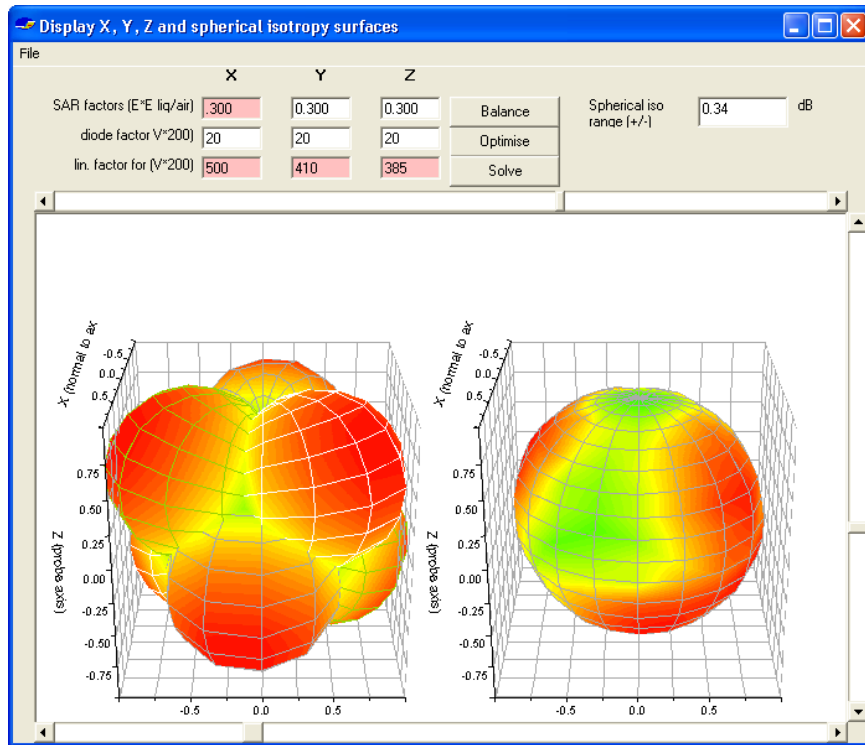 Display X, Y, Z and spherical isotropy surfaces
File
X Y Z
SAR factors (E*E liq/air) .300 0.300 0.300 Balance Spherical iso range (+/-) 0.34 dB
diode factor V*200) 20 20 20 Optimise
lin. factor for (V*200) 500 410 385 Solve
X (normal to ax
-0.5
0.0
0.5
0.75
0.50
0.25
0.00
-0.25
-0.50
-0.75
Z (probe axis)
-0.5 0.0 0.5
X (normal to ax
-0.5
0.0
0.5
0.75
0.50
0.25
0.00
-0.25
-0.50
-0.75
Z (probe axis)
-0.5 0.0 0.5